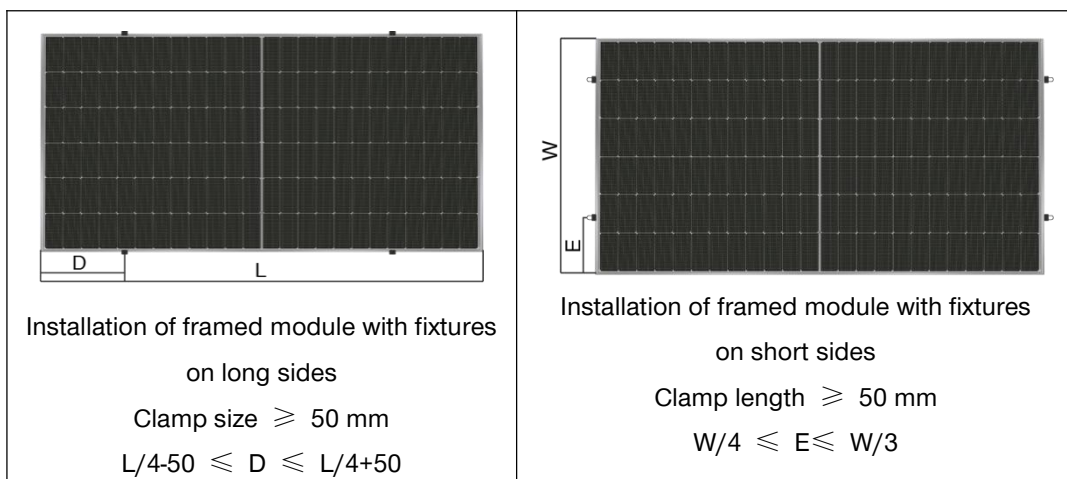 D
L
Installation of framed module with fixtures
on long sides
Clamp size ≥ 50 mm
L/4-50 ≤ D ≤ L/4+50
W
E
Installation of framed module with fixtures
on short sides
Clamp length ≥ 50 mm
W/4 ≤ E≤ W/3